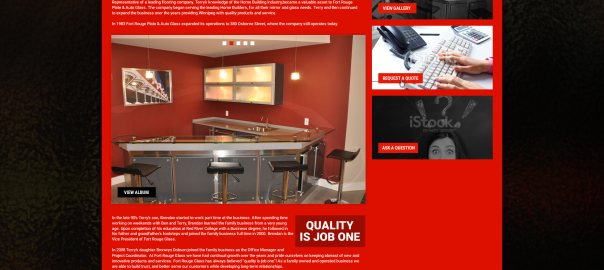 Representative of a leading flooring company. Terry's knowledge of the Home Building industry became a valuable asset to Fort Rouge
Plate & Auto Glass. The company began serving the leading Home Builders, for all their mirror and glass needs. Terry and Ben continued
to expand the business over the years providing Winnipeg with quality products and service.
In 1983 Fort Rouge Plate & Auto Glass expanded its operations to 380 Osborne Street, where the company still operates today.
VIEW ALBUM
In the late 90's Terry's son, Brendan started to work part time at the business. After spending time
working on weekends with Ben and Terry, Brendan learned the family business from a very young
age. Upon completion of his education at Red River College with a Business degree, he followed in
his father and grandfather's footsteps and joined the family business full time in 2002. Brendan is the
Vice President of Fort Rouge Glass.
QUALITY
IS JOB ONE
In 1998 Terry's daughter Bronwyn Dobson joined the family business as the Office Manager and
Project Coordinator. At Fort Rouge Glass we have had continual growth over the years and pride ourselves on keeping abreast of new and
innovative products and services. Fort Rouge Glass has always believed "quality is job one"! As a family owned and operated business we
are able to build trust, and better serve our customers while developing long term relationships.
VIEW GALLERY
REQUEST A QUOTE
iStock
ASK A QUESTION